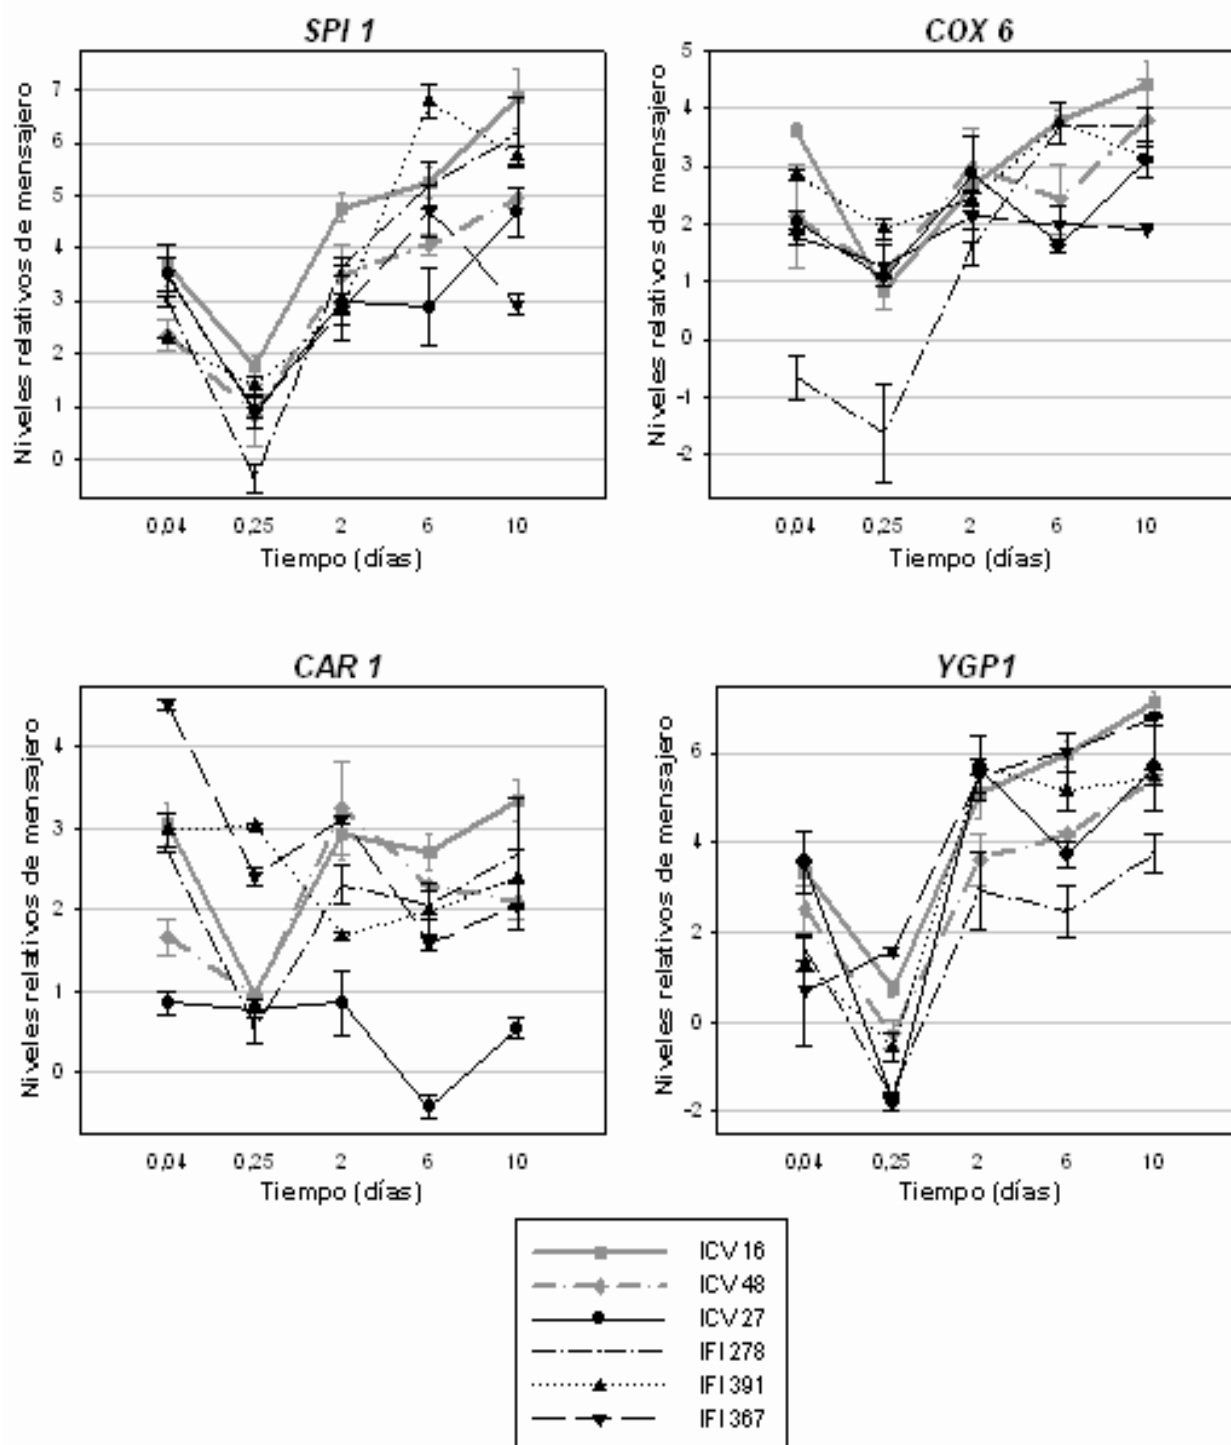 SPI 1
Niveles relativos de mensajero
7
6
5
4
3
2
1
0
0,04 0,25 2 6 10
Tiempo (días)
COX 6
Niveles relativos de mensajero
5
4
3
2
1
0
-1
-2
0,04 0,25 2 6 10
Tiempo (días)
CAR 1
Niveles relativos de mensajero
4
3
2
1
0
0,04 0,25 2 6 10
Tiempo (días)
YGP1
Niveles relativos de mensajero
6
4
2
0
-2
0,04 0,25 2 6 10
Tiempo (días)
ICV 16
ICV 48
ICV 27
IFI 278
IFI 391
IFI 367